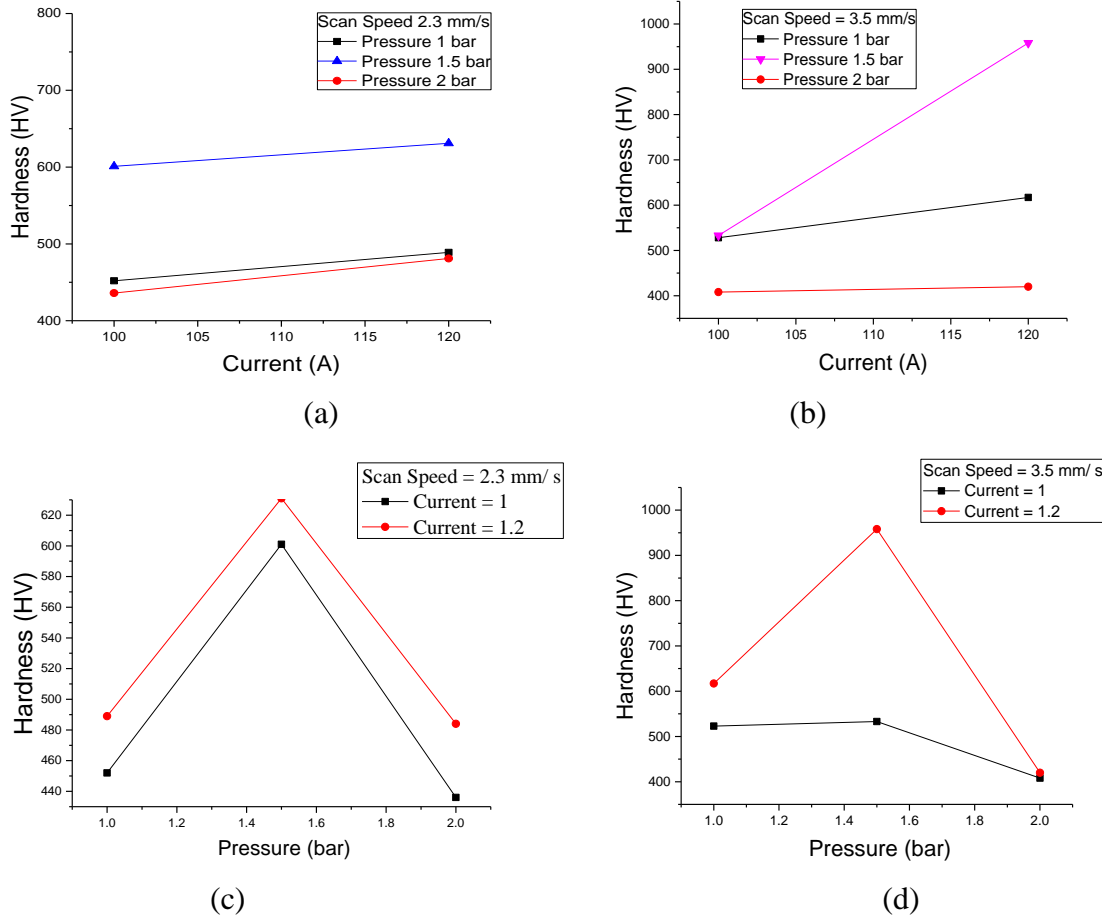 Scan Speed 2.3 mm/s
Pressure 1 bar
Pressure 1.5 bar
Pressure 2 bar
800
700
600
500
400
Hardness (HV)
100 105 110 115 120
Current (A)
(a)
Scan Speed = 3.5 mm/s
Pressure 1 bar
Pressure 1.5 bar
Pressure 2 bar
1000
900
800
700
600
500
400
Hardness (HV)
100 105 110 115 120
Current (A)
(b)
Scan Speed = 2.3 mm/ s
Current = 1
Current = 1.2
620
600
580
560
540
520
500
480
460
440
Hardness (HV)
1.0 1.2 1.4 1.6 1.8 2.0
Pressure (bar)
(c)
Scan Speed = 3.5 mm/ s
Current = 1
Current = 1.2
1000
900
800
700
600
500
400
Hardness (HV)
1.0 1.2 1.4 1.6 1.8 2.0
Pressure (bar)
(d)